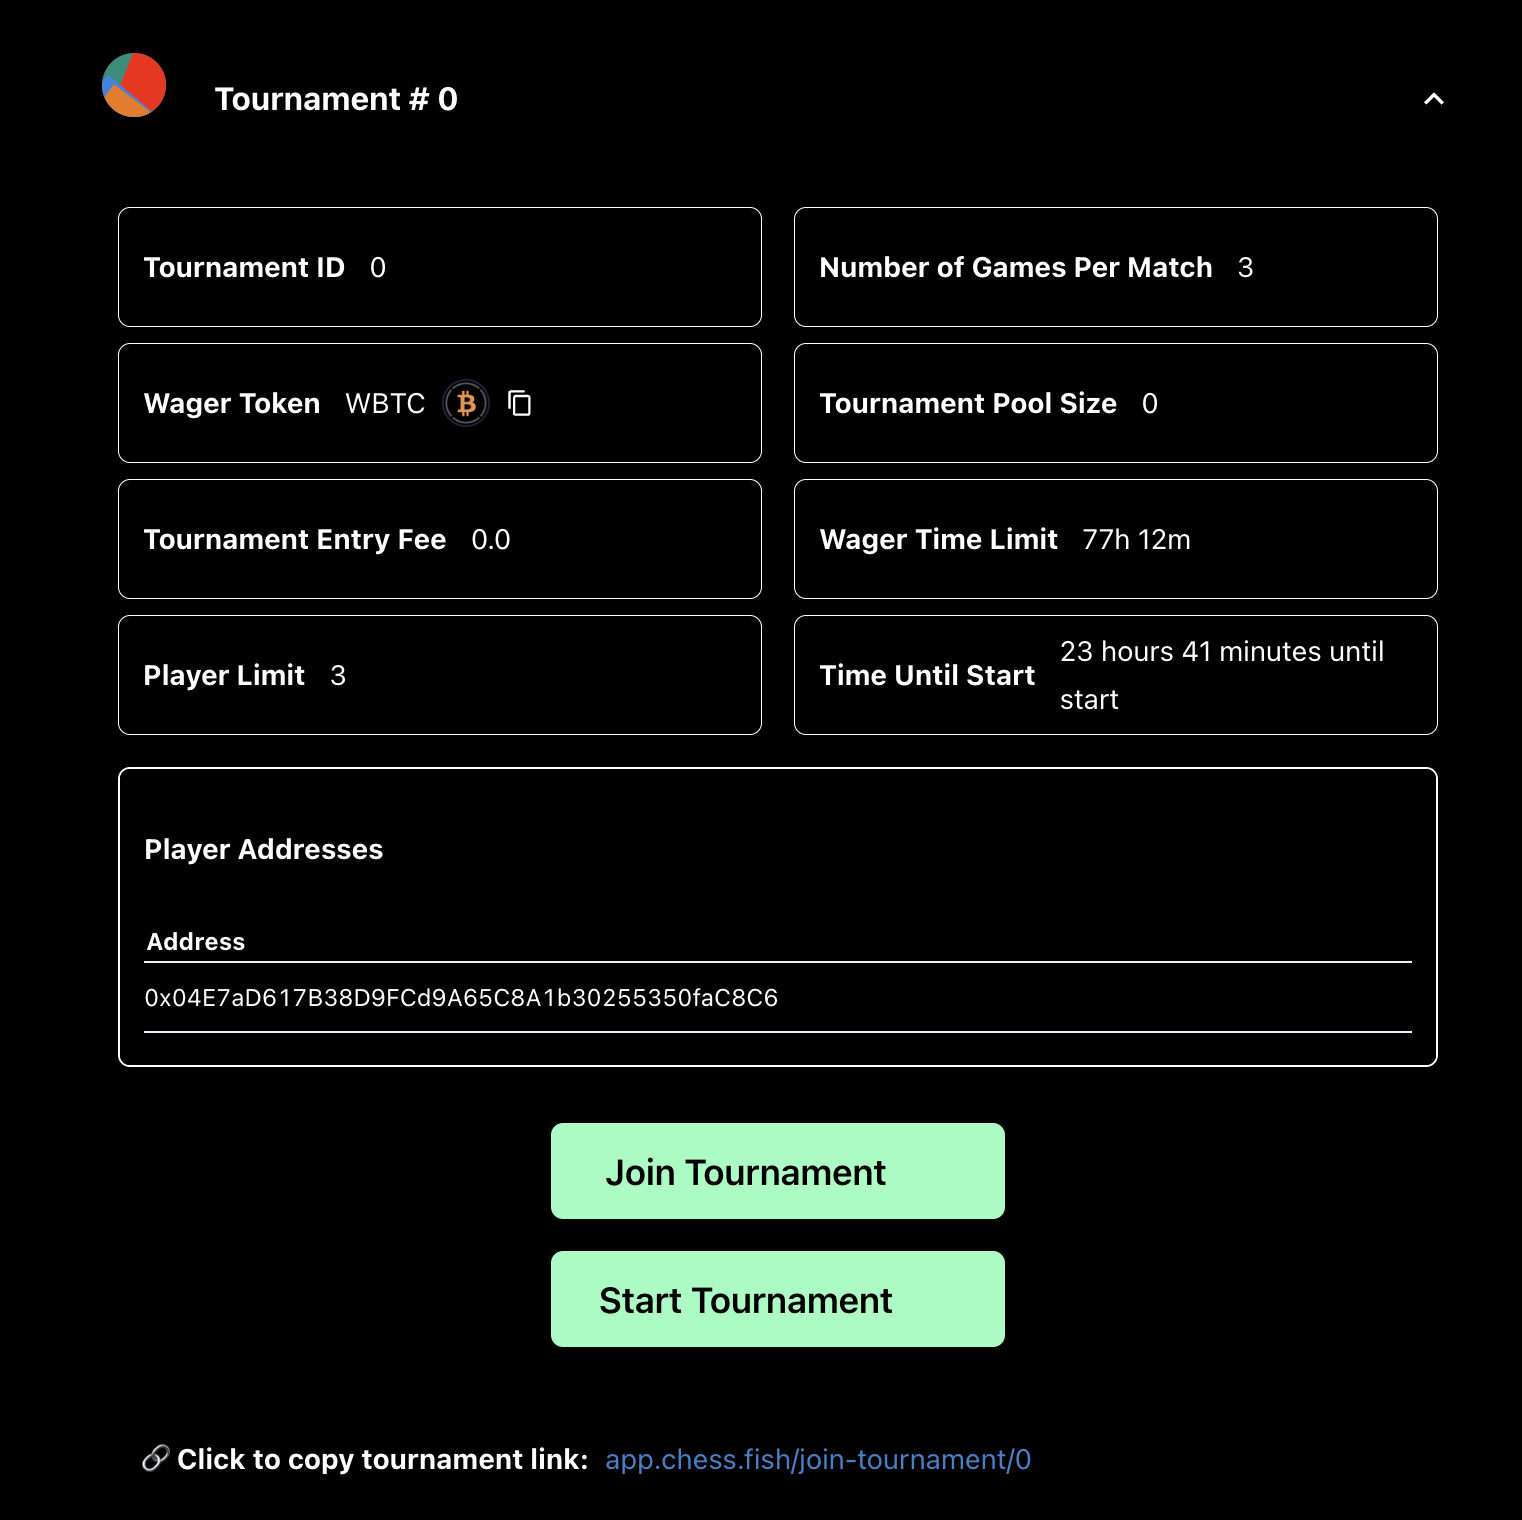 Tournament # 0
Tournament ID 0
Number of Games Per Match 3
Wager Token WBTC
Tournament Pool Size 0
Tournament Entry Fee 0.0
Wager Time Limit 77h 12m
Player Limit 3
Time Until Start 23 hours 41 minutes until
start
Player Addresses
Address
0x04E7aD617B38D9FCd9A65C8A1b30255350faC8C6
Join Tournament
Start Tournament
🔗 Click to copy tournament link: app.chess.fish/join-tournament/0